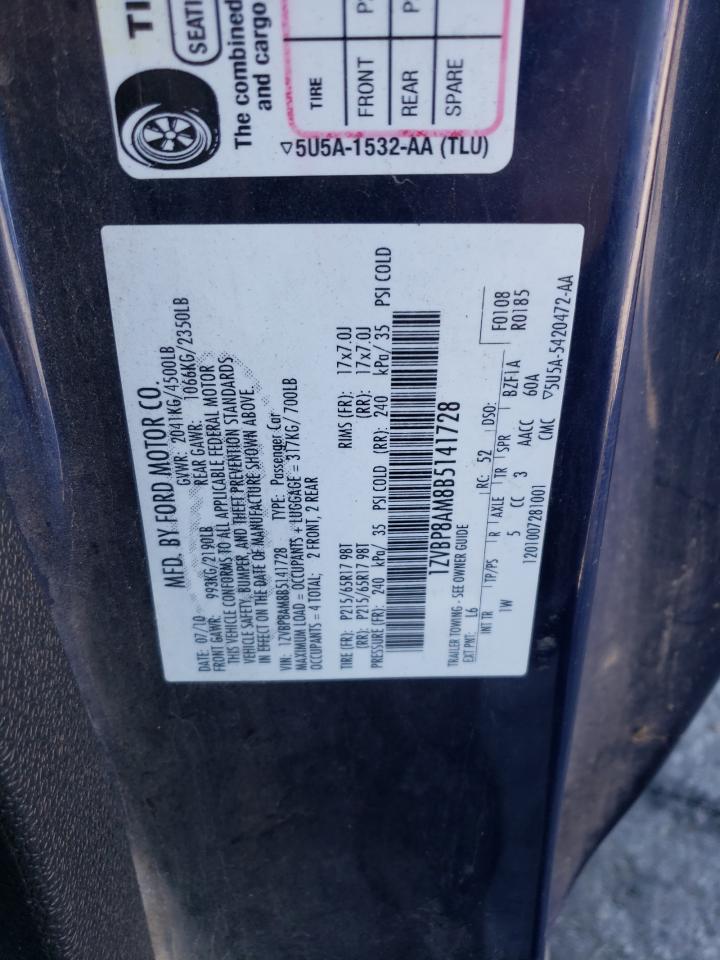 TI
SEATI
The combined
and cargo
TIRE
FRONT P
REAR P
SPARE
▽5U5A-1532-AA (TLU)
MFD. BY FORD MOTOR CO.
DATE: 07/10 GVWR: 2041KG/4500LB
FRONT GAWR: 993KG/2190LB REAR GAWR: 1066KG/2350LB
THIS VEHICLE CONFORMS TO ALL APPLICABLE FEDERAL MOTOR
VEHICLE SAFETY, BUMPER, AND THEFT PREVENTION STANDARDS
IN EFFECT ON THE DATE OF MANUFACTURE SHOWN ABOVE.
VIN: 1ZVBP8AM8B5141728 TYPE: Passenger Car
MAXIMUM LOAD = OCCUPANTS + LUGGAGE = 317KG/700LB
OCCUPANTS = 4 TOTAL; 2 FRONT, 2 REAR
TIRE (FR): P215/65R17 98T RIMS (FR): 17x7.0J
(RR): P215/65R17 98T (RR): 17x7.0J
PRESSURE (FR): 240 kPa/ 35 PSI COLD (RR): 240 kPa/ 35 PSI COLD
1ZVBP8AM8B5141728
TRAILER TOWING - SEE OWNER GUIDE
EXT PNT: L6 RC: 52 DSO: F0108
R0185
INT TR TP/PS R AXLE TR SPR BZF1A
1W 5 CC 3 AACC 60A
1201007281001 CMC ▽5U5A-5420472-AA